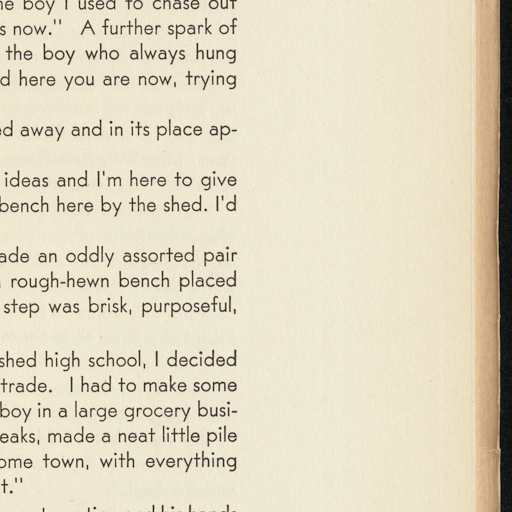 he boy I used to chase out
s now." A further spark of
the boy who always hung
d here you are now, trying
ed away and in its place ap-
ideas and I'm here to give
bench here by the shed. I'd
ade an oddly assorted pair
rough-hewn bench placed
step was brisk, purposeful,
shed high school, I decided
trade. I had to make some
boy in a large grocery busi-
eaks, made a neat little pile
ome town, with everything
t."